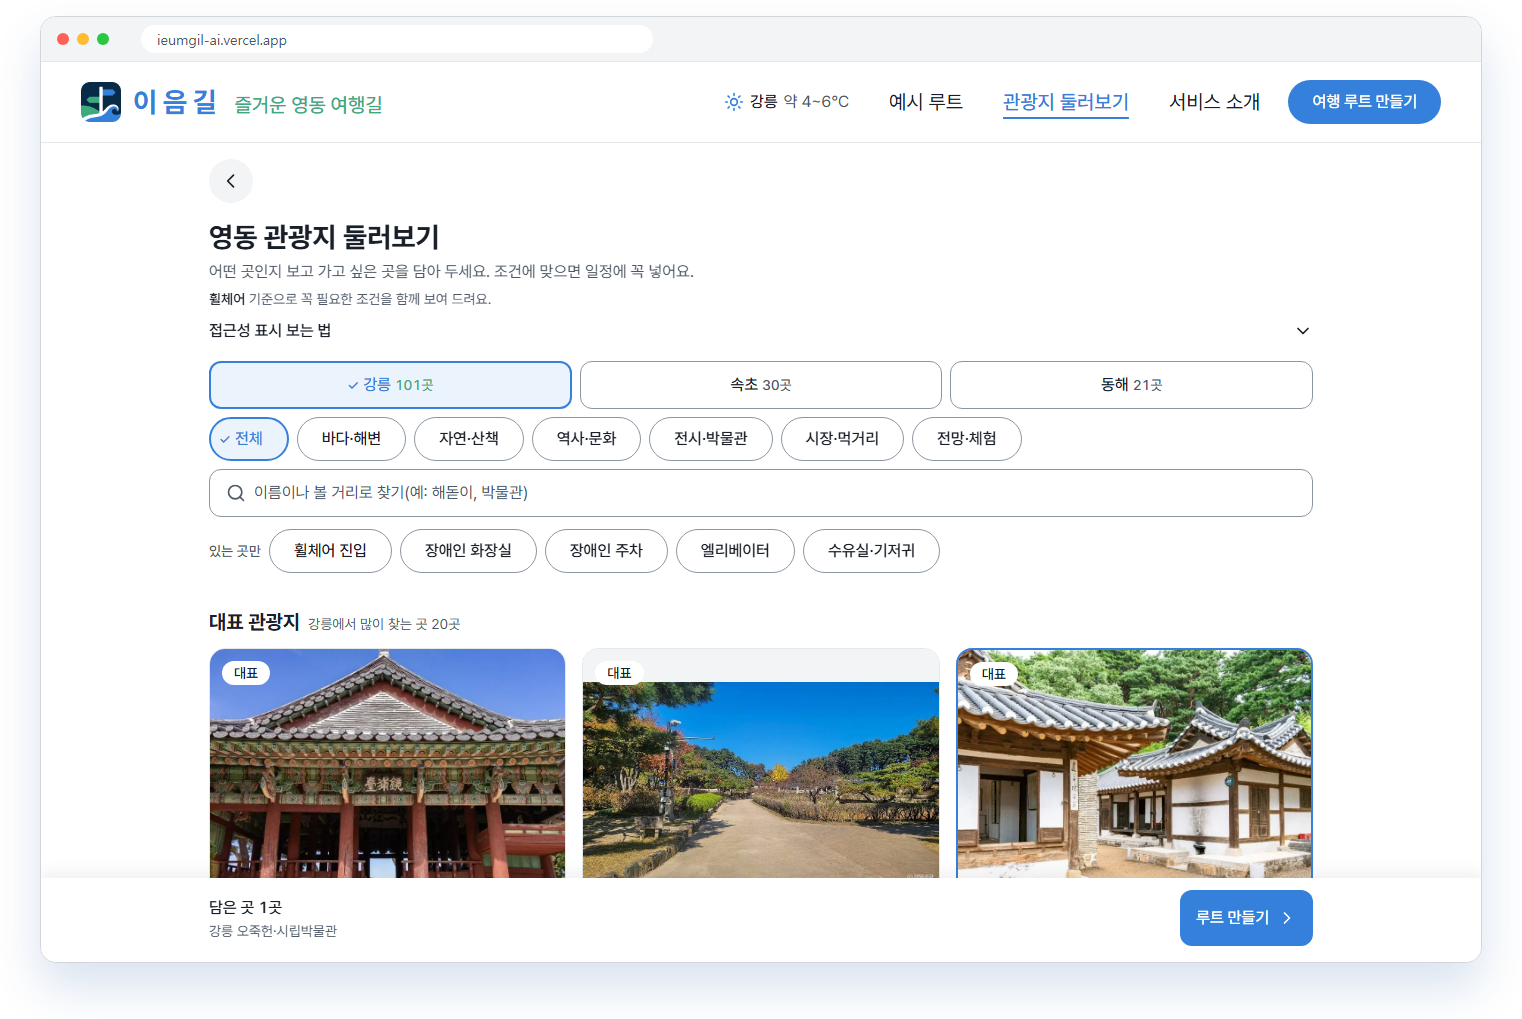 ieumgil-ai.vercel.app
이음길 즐거운 영동 여행길
강릉 약 4~6°C
예시 루트
관광지 둘러보기
서비스 소개
여행 루트 만들기
영동 관광지 둘러보기
어떤 곳인지 보고 가고 싶은 곳을 담아 두세요. 조건에 맞으면 일정에 꼭 넣어요.
휠체어 기준으로 꼭 필요한 조건을 함께 보여 드려요.
접근성 표시 보는 법
강릉 101곳
속초 30곳
동해 21곳
전체
바다·해변
자연·산책
역사·문화
전시·박물관
시장·먹거리
전망·체험
이름이나 볼 거리로 찾기(예: 해돋이, 박물관)
있는 곳만
휠체어 진입
장애인 화장실
장애인 주차
엘리베이터
수유실·기저귀
대표 관광지 강릉에서 많이 찾는 곳 20곳
대표
대표
대표
臺浦鏡
담은 곳 1곳
강릉 오죽헌·시립박물관
루트 만들기